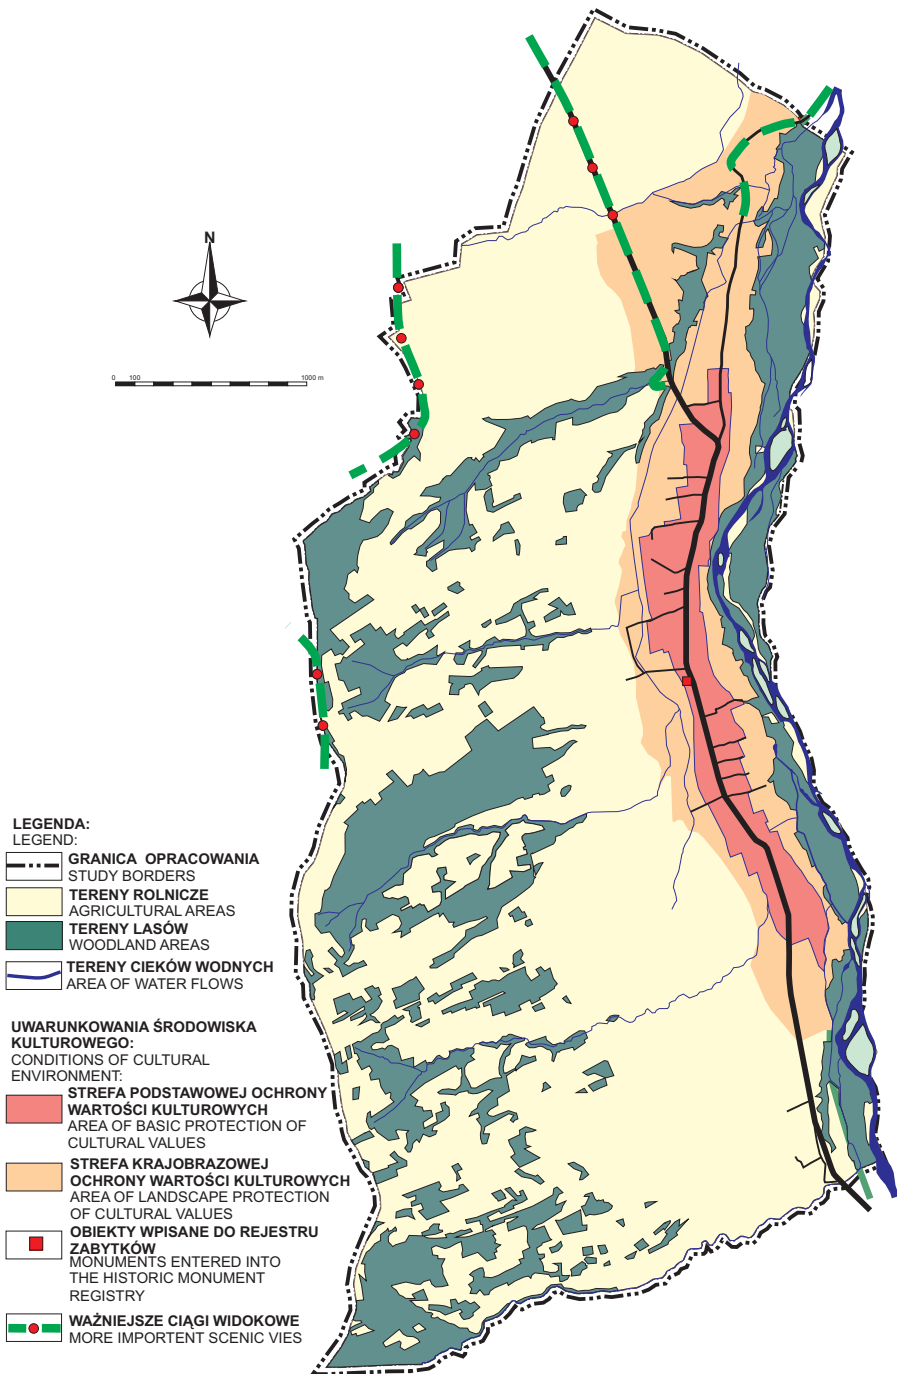 N
0 100 1000 m
LEGENDA:
LEGEND:
GRANICA OPRACOWANIA
STUDY BORDERS
TERENY ROLNICZE
AGRICULTURAL AREAS
TERENY LASÓW
WOODLAND AREAS
TERENY CIEKÓW WODNYCH
AREA OF WATER FLOWS
UWARUNKOWANIA ŚRODOWISKA
KULTUROWEGO:
CONDITIONS OF CULTURAL
ENVIRONMENT:
STREFA PODSTAWOWEJ OCHRONY
WARTOŚCI KULTUROWYCH
AREA OF BASIC PROTECTION OF
CULTURAL VALUES
STREFA KRAJOBRAZOWEJ
OCHRONY WARTOŚCI KULTUROWYCH
AREA OF LANDSCAPE PROTECTION
OF CULTURAL VALUES
OBIEKTY WPISANE DO REJESTRU
ZABYTKÓW
MONUMENTS ENTERED INTO
THE HISTORIC MONUMENT
REGISTRY
WAŻNIEJSZE CIĄGI WIDOKOWE
MORE IMPORTENT SCENIC VIES